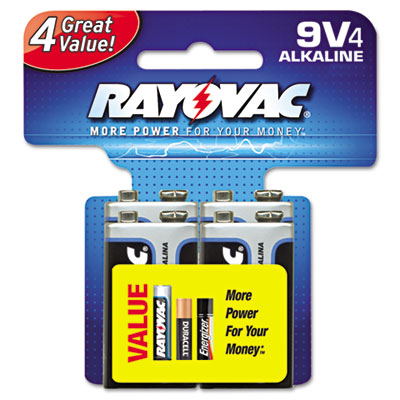 4 Great
Value!
9V4
ALKALINE
RAYOVAC
MORE POWER FOR YOUR MONEY*
VALUE
RAYOVAC
DURACELL
Energizer
More
Power
For Your
Money*™